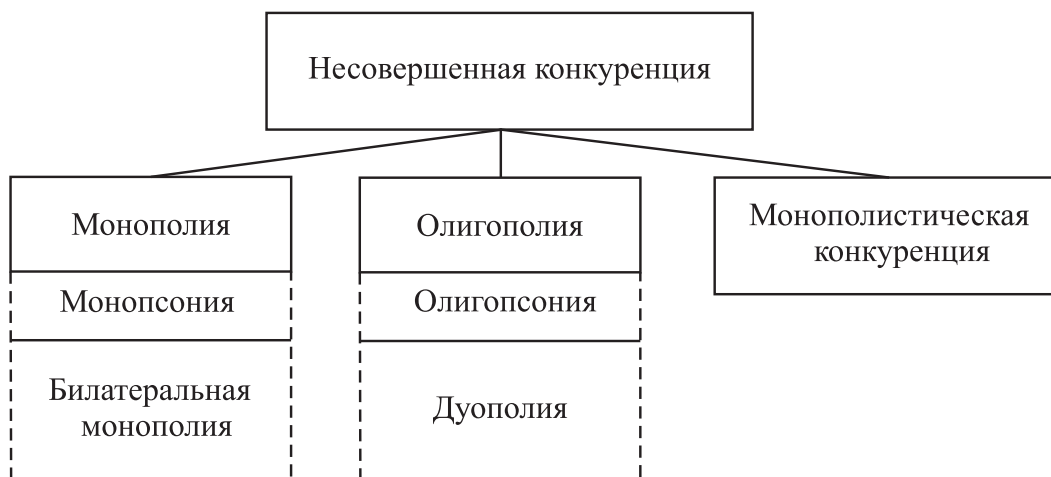 Несовершенная конкуренция
Монополия
Монопсония
Билатеральная
монополия
Олигополия
Олигопсония
Дуополия
Монополистическая
конкуренция